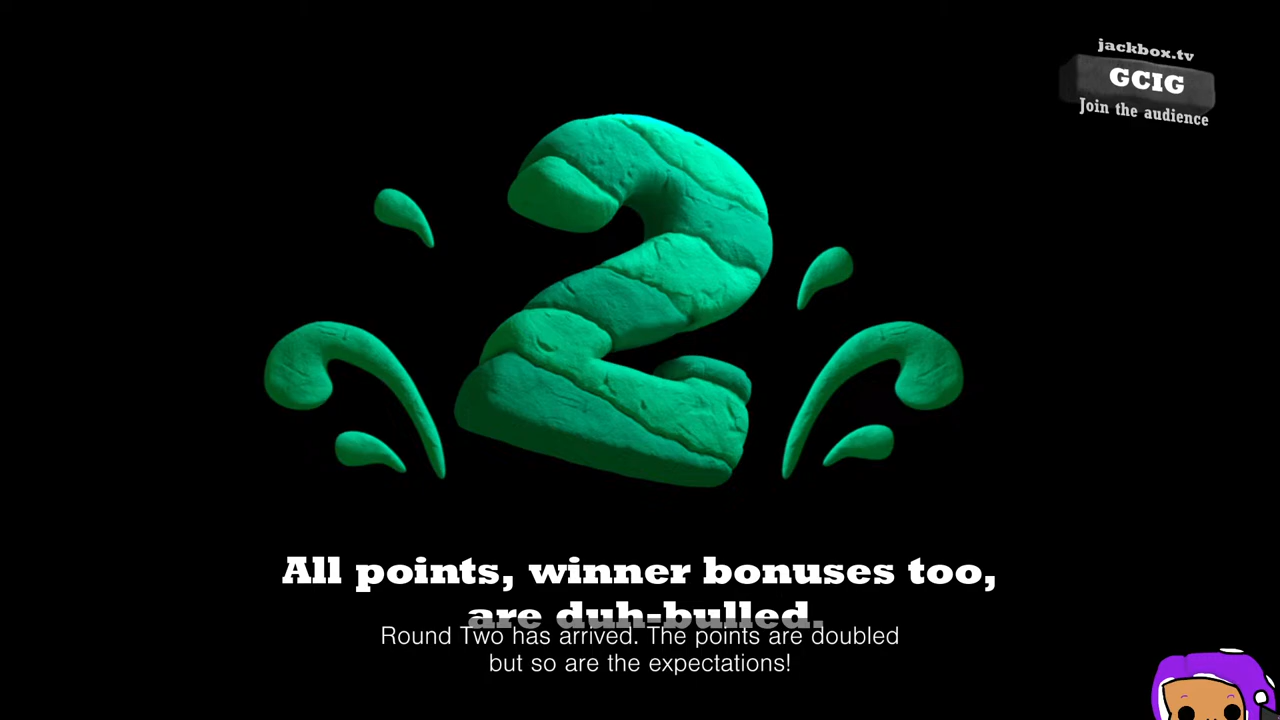 jackbox.tv
GCIG
Join the audience
2
All points, winner bonuses too,
are duh-bulled.
Round Two has arrived. The points are doubled
but so are the expectations!